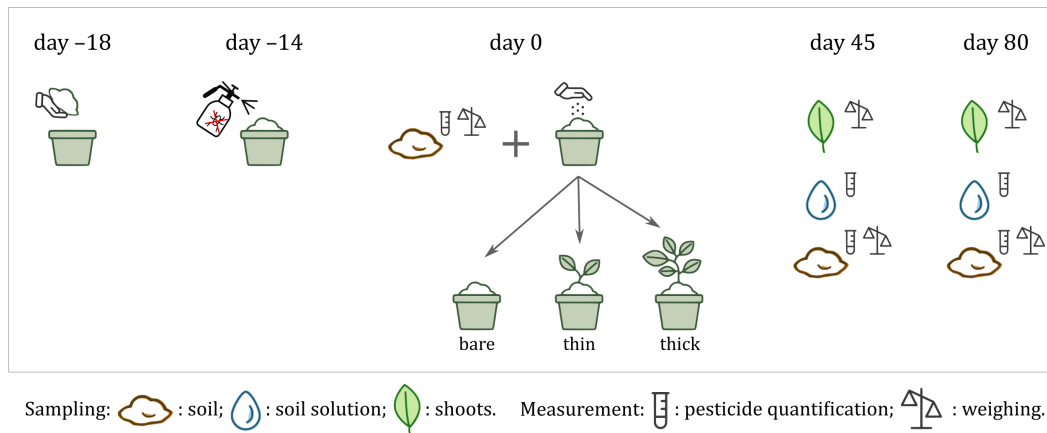 day –18 day –14 day 0 day 45 day 80
bare thin thick
Sampling: : soil; : soil solution; : shoots. Measurement: : pesticide quantification; : weighing.